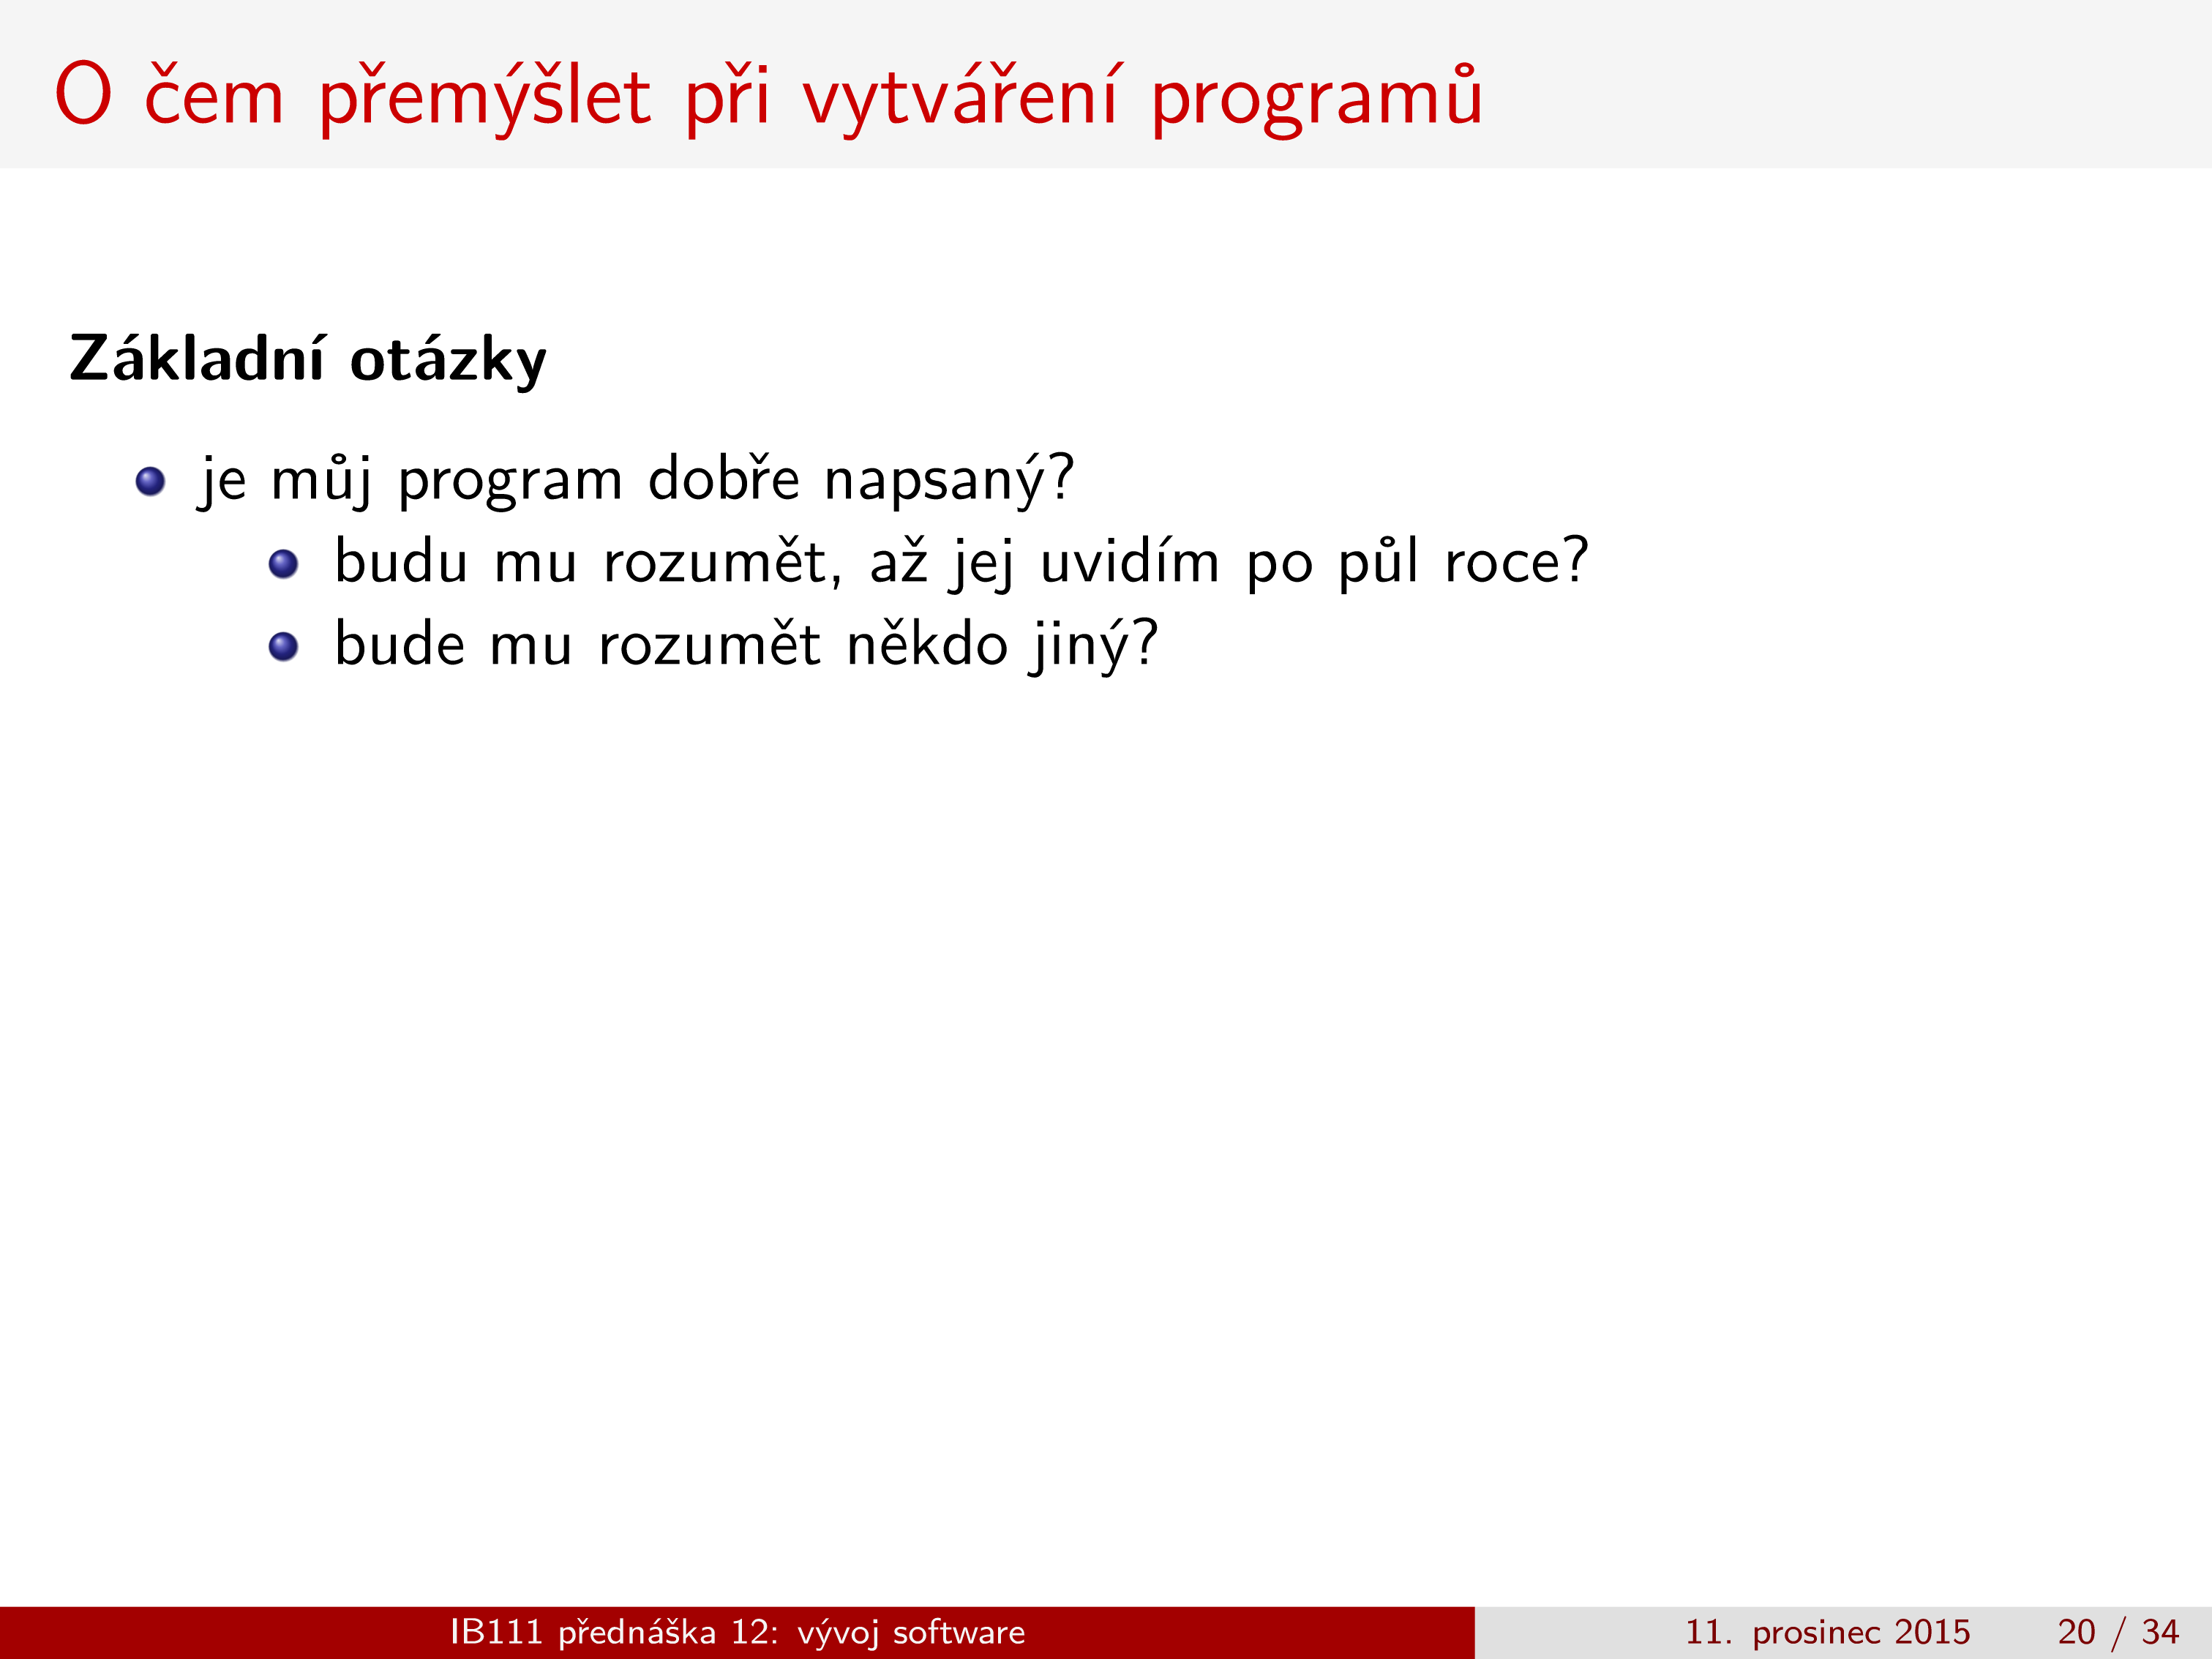 O čem přemýšlet při vytváření programů
Základní otázky
je můj program dobře napsaný?
budu mu rozumět, až jej uvidím po půl roce?
bude mu rozumět někdo jiný?
IB111 přednáška 12: vývoj software
11. prosinec 2015
20 / 34